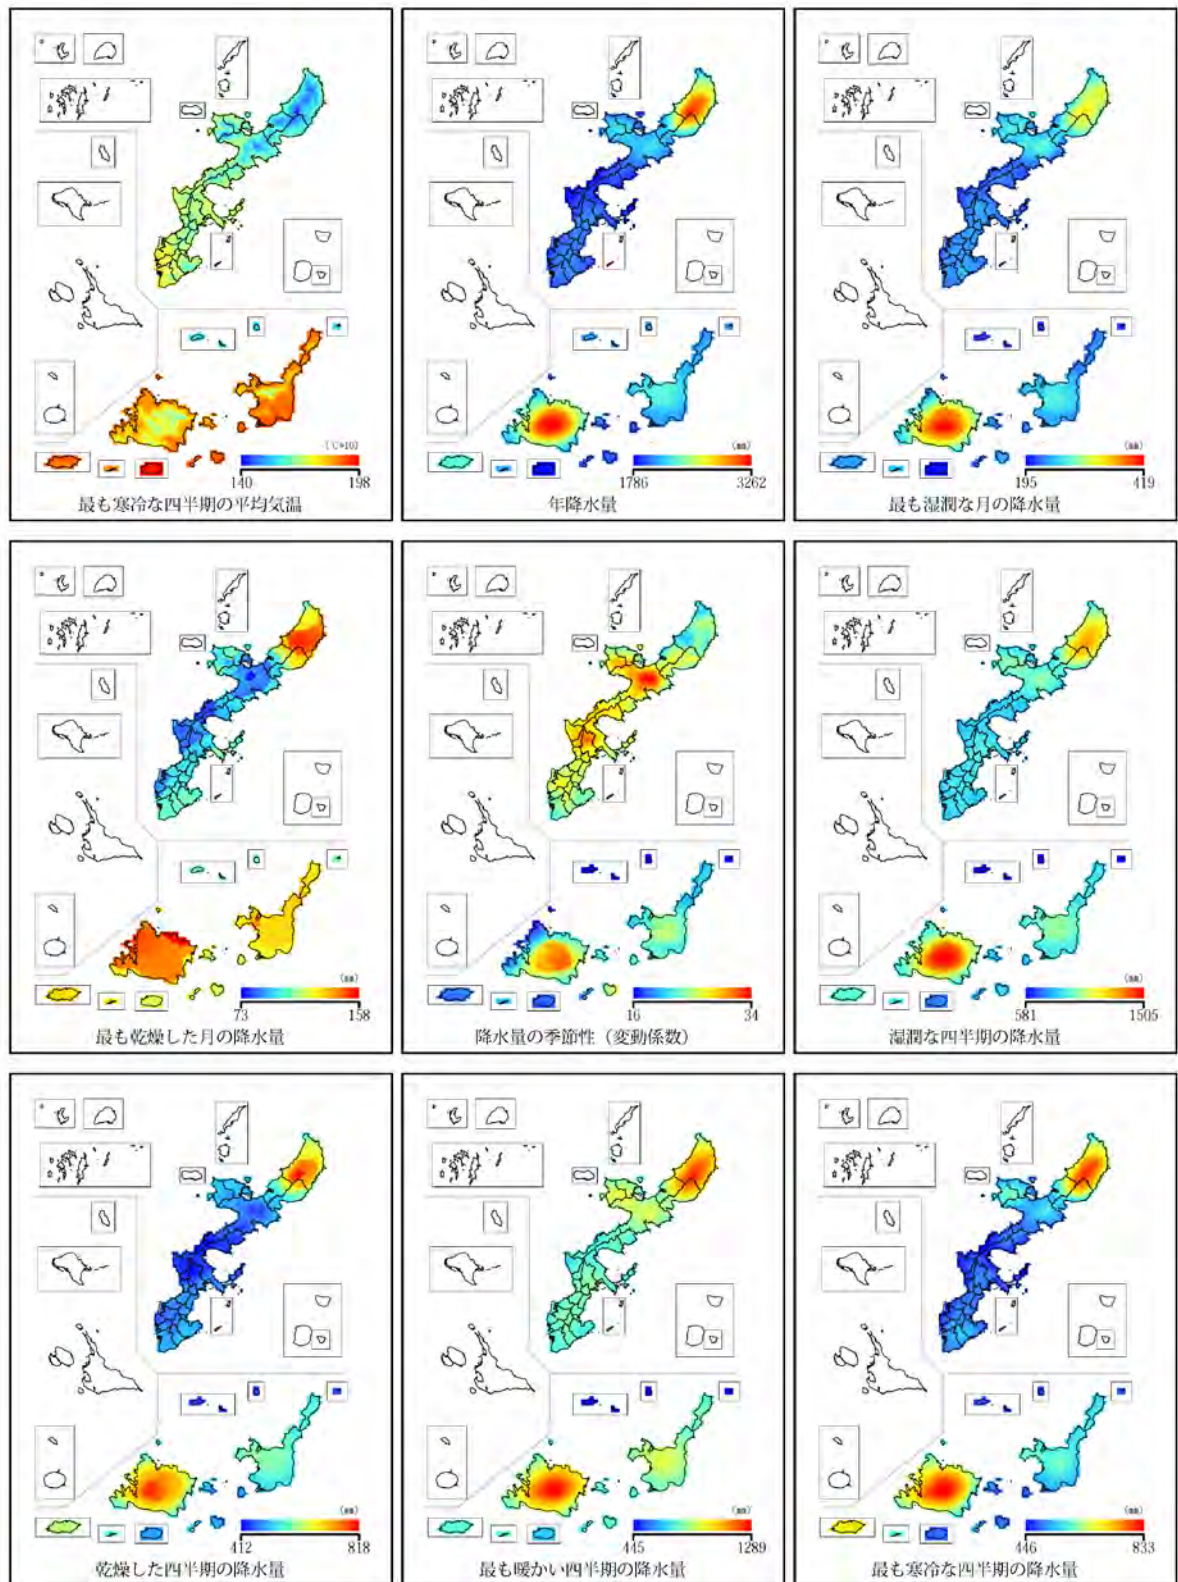 (℃*10)
140 198
最も寒冷な四半期の平均気温
(mm)
1786 3262
年降水量
(mm)
195 419
最も湿潤な月の降水量
(mm)
73 158
最も乾燥した月の降水量
16 34
降水量の季節性（変動係数）
(mm)
581 1505
湿潤な四半期の降水量
(mm)
412 818
乾燥した四半期の降水量
(mm)
445 1289
最も暖かい四半期の降水量
(mm)
446 833
最も寒冷な四半期の降水量